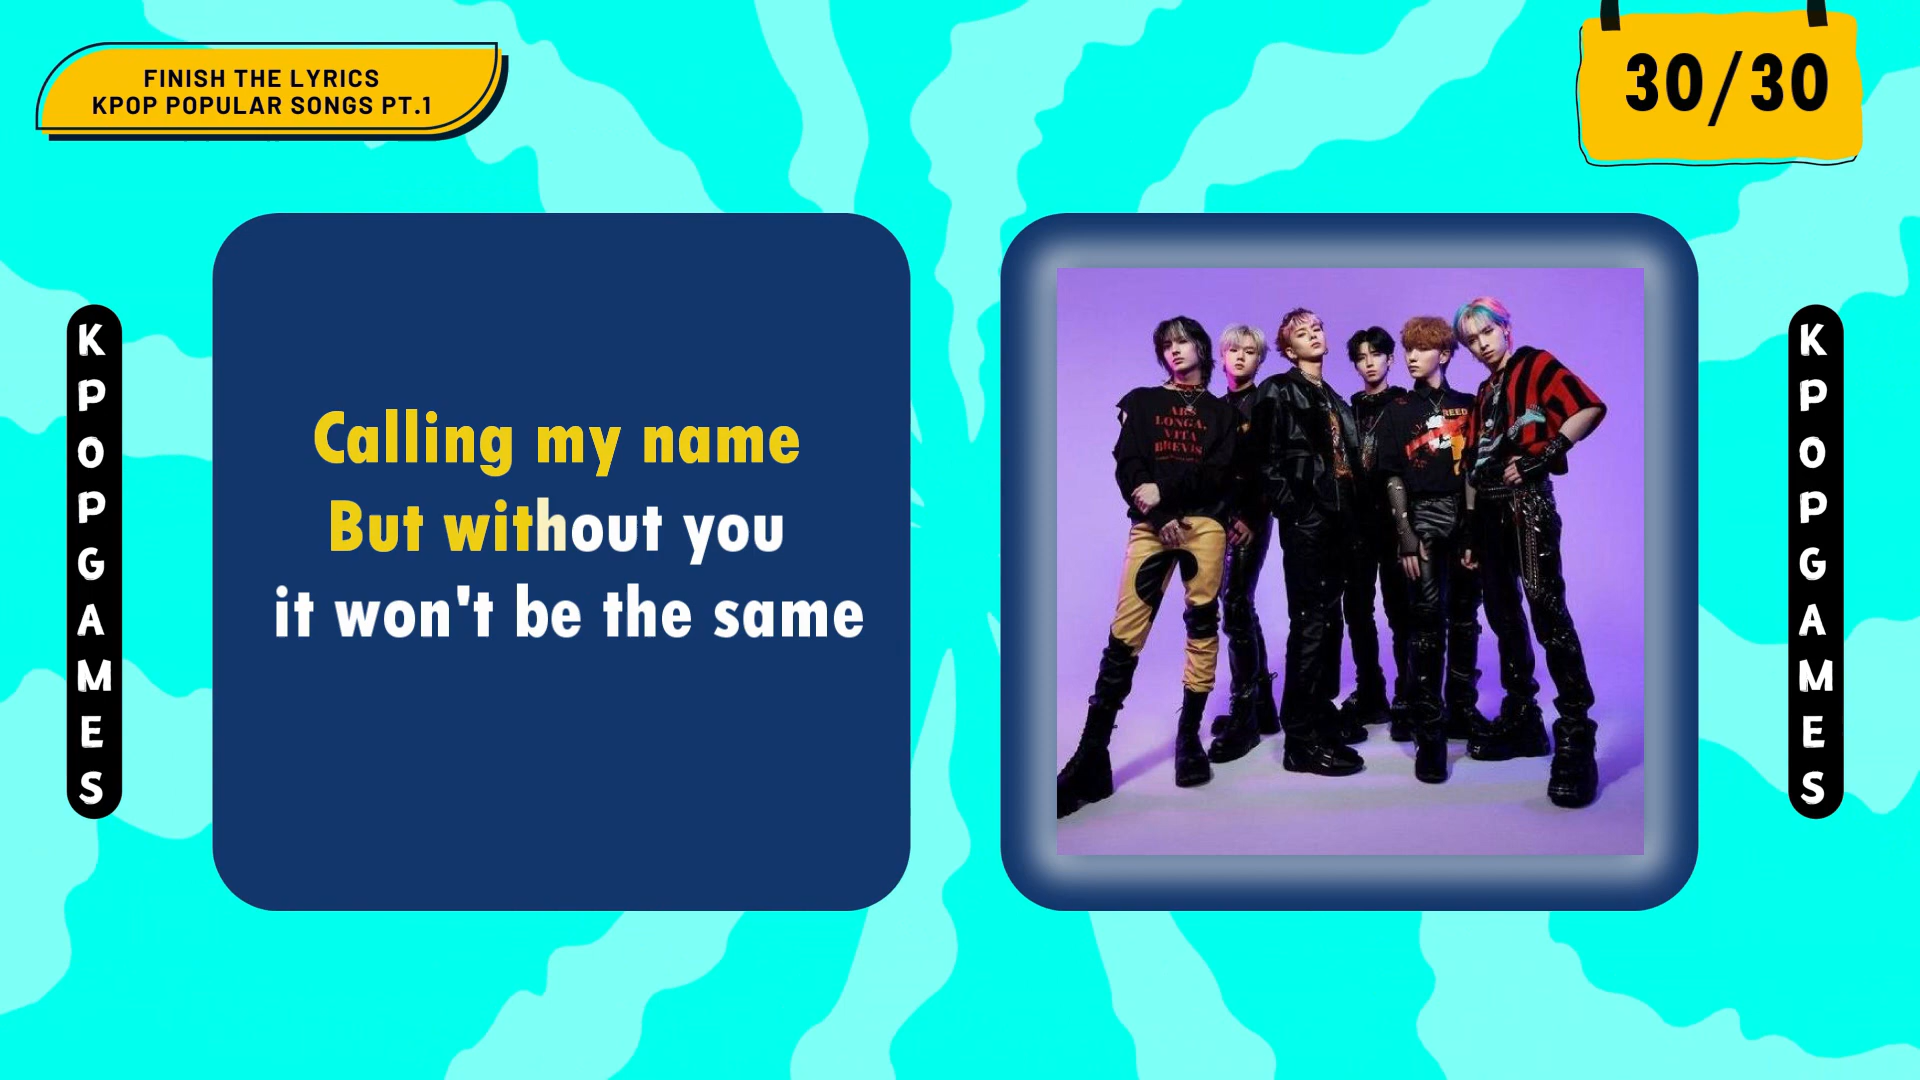 FINISH THE LYRICS
KPOP POPULAR SONGS PT.1
30/30
KPOPGAMES
Calling my name
But without you
it won't be the same
ARS
LONGA,
VITA
BREVIS
REED
KPOPGAMES